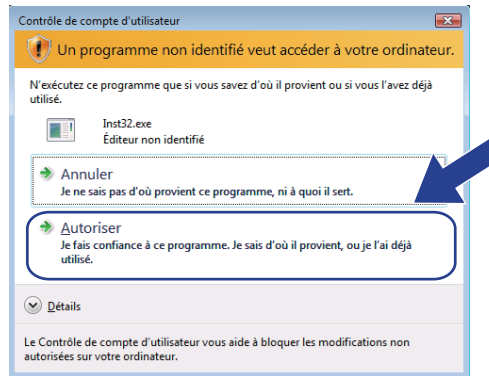 Contrôle de compte d'utilisateur
Un programme non identifié veut accéder à votre ordinateur.
N'exécutez ce programme que si vous savez d'où il provient ou si vous l'avez déjà
utilisé.
Inst32.exe
Éditeur non identifié
Annuler
Je ne sais pas d'où provient ce programme, ni à quoi il sert.
Autoriser
Je fais confiance à ce programme. Je sais d'où il provient, ou je l'ai déjà
utilisé.
Détails
Le Contrôle de compte d'utilisateur vous aide à bloquer les modifications non
autorisées sur votre ordinateur.